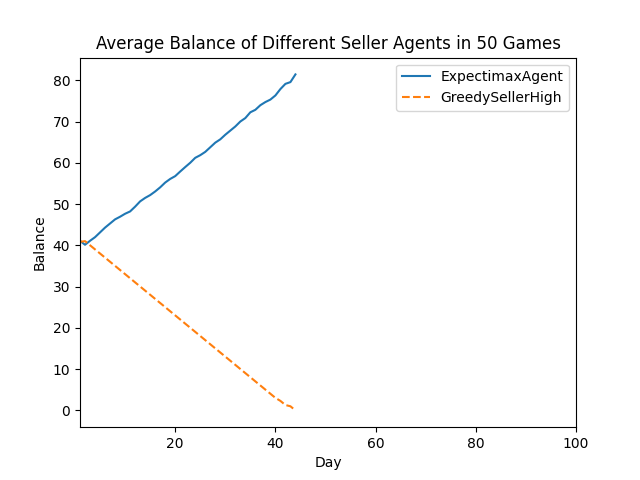 Average Balance of Different Seller Agents in 50 Games
ExpectimaxAgent
GreedySellerHigh
80
70
60
50
40
30
20
10
0
Balance
20
40
60
80
100
Day